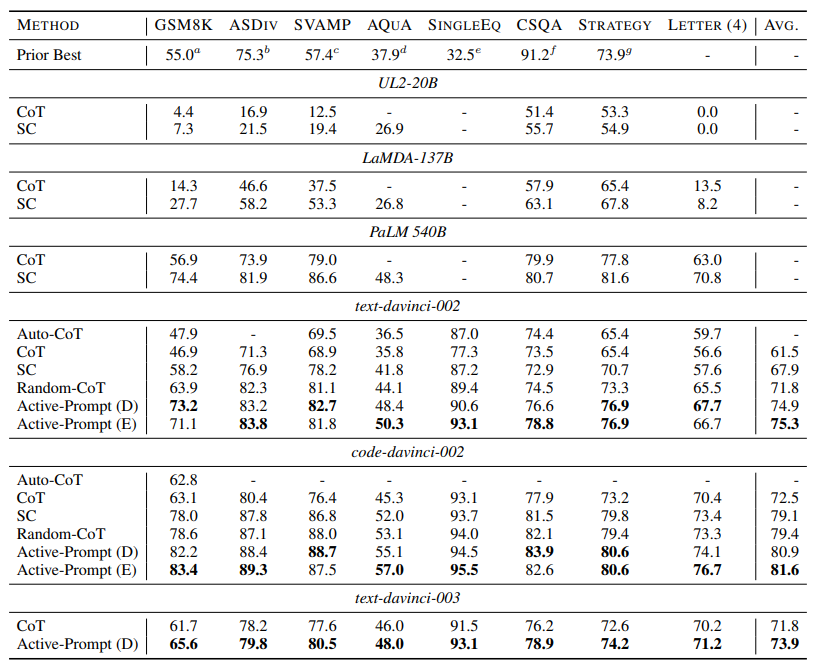 METHOD GSM8K ASDIV SVAMP AQUA SINGLEEQ CSQA STRATEGY LETTER (4) AVG.
Prior Best 55.0a 75.3b 57.4c 37.9d 32.5e 91.2f 73.9g - -
UL2-20B
CoT 4.4 16.9 12.5 - - 51.4 53.3 0.0 -
SC 7.3 21.5 19.4 26.9 - 55.7 54.9 0.0 -
LaMDA-137B
CoT 14.3 46.6 37.5 - - 57.9 65.4 13.5 -
SC 27.7 58.2 53.3 26.8 - 63.1 67.8 8.2 -
PaLM 540B
CoT 56.9 73.9 79.0 - - 79.9 77.8 63.0 -
SC 74.4 81.9 86.6 48.3 - 80.7 81.6 70.8 -
text-davinci-002
Auto-CoT 47.9 - 69.5 36.5 87.0 74.4 65.4 59.7 -
CoT 46.9 71.3 68.9 35.8 77.3 73.5 65.4 56.6 61.5
SC 58.2 76.9 78.2 41.8 87.2 72.9 70.7 57.6 67.9
Random-CoT 63.9 82.3 81.1 44.1 89.4 74.5 73.3 65.5 71.8
Active-Prompt (D) 73.2 83.2 82.7 48.4 90.6 76.6 76.9 67.7 74.9
Active-Prompt (E) 71.1 83.8 81.8 50.3 93.1 78.8 76.9 66.7 75.3
code-davinci-002
Auto-CoT 62.8 - - - - - - - -
CoT 63.1 80.4 76.4 45.3 93.1 77.9 73.2 70.4 72.5
SC 78.0 87.8 86.8 52.0 93.7 81.5 79.8 73.4 79.1
Random-CoT 78.6 87.1 88.0 53.1 94.0 82.1 79.4 73.3 79.4
Active-Prompt (D) 82.2 88.4 88.7 55.1 94.5 83.9 80.6 74.1 80.9
Active-Prompt (E) 83.4 89.3 87.5 57.0 95.5 82.6 80.6 76.7 81.6
text-davinci-003
CoT 61.7 78.2 77.6 46.0 91.5 76.2 72.6 70.2 71.8
Active-Prompt (D) 65.6 79.8 80.5 48.0 93.1 78.9 74.2 71.2 73.9